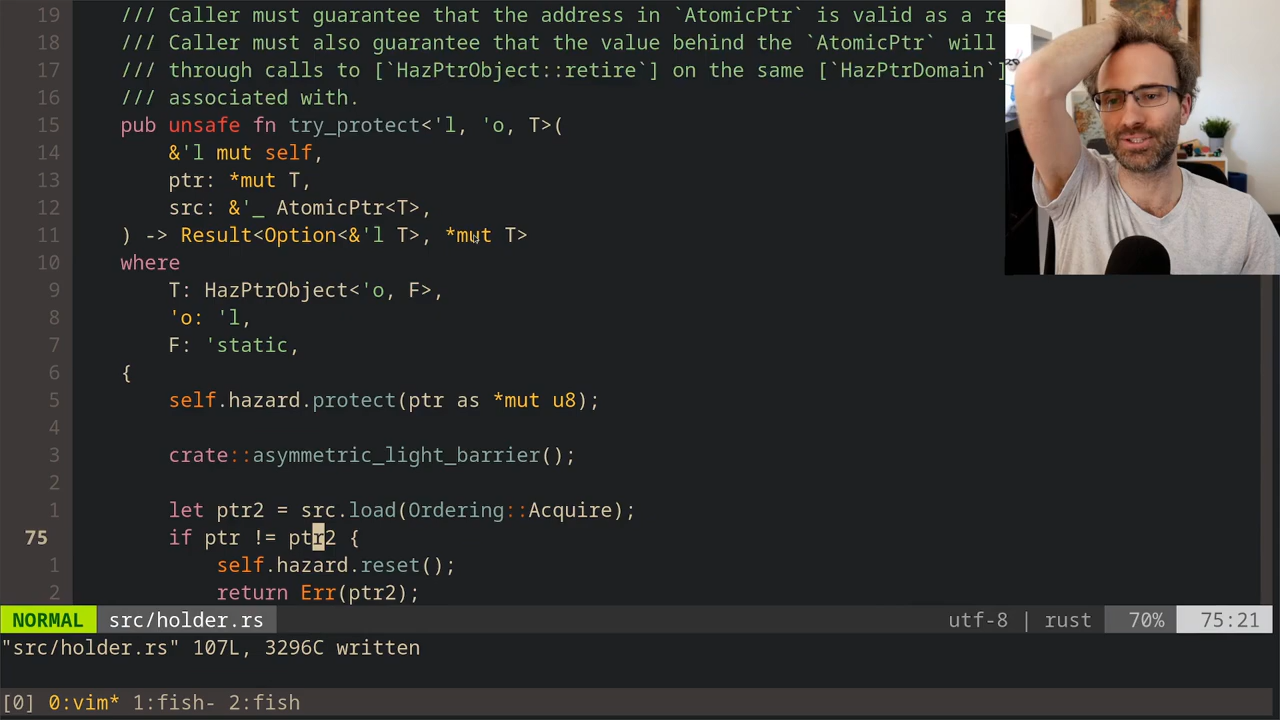 19 /// Caller must guarantee that the address in `AtomicPtr` is valid as a re
18 /// Caller must also guarantee that the value behind the `AtomicPtr` will
17 /// through calls to [`HazPtrObject::retire`] on the same [`HazPtrDomain`]
16 /// associated with.
15 pub unsafe fn try_protect<'l, 'o, T>(
14 &'l mut self,
13 ptr: *mut T,
12 src: &'_ AtomicPtr<T>,
11 ) -> Result<Option<&'l T>, *mut T>
10 where
9 T: HazPtrObject<'o, F>,
8 'o: 'l,
7 F: 'static,
6 {
5 self.hazard.protect(ptr as *mut u8);
4
3 crate::asymmetric_light_barrier();
2
1 let ptr2 = src.load(Ordering::Acquire);
75 if ptr != ptr2 {
1 self.hazard.reset();
2 return Err(ptr2);
NORMAL src/holder.rs utf-8 | rust 70% 75:21
"src/holder.rs" 107L, 3296C written
[0] 0:vim* 1:fish- 2:fish